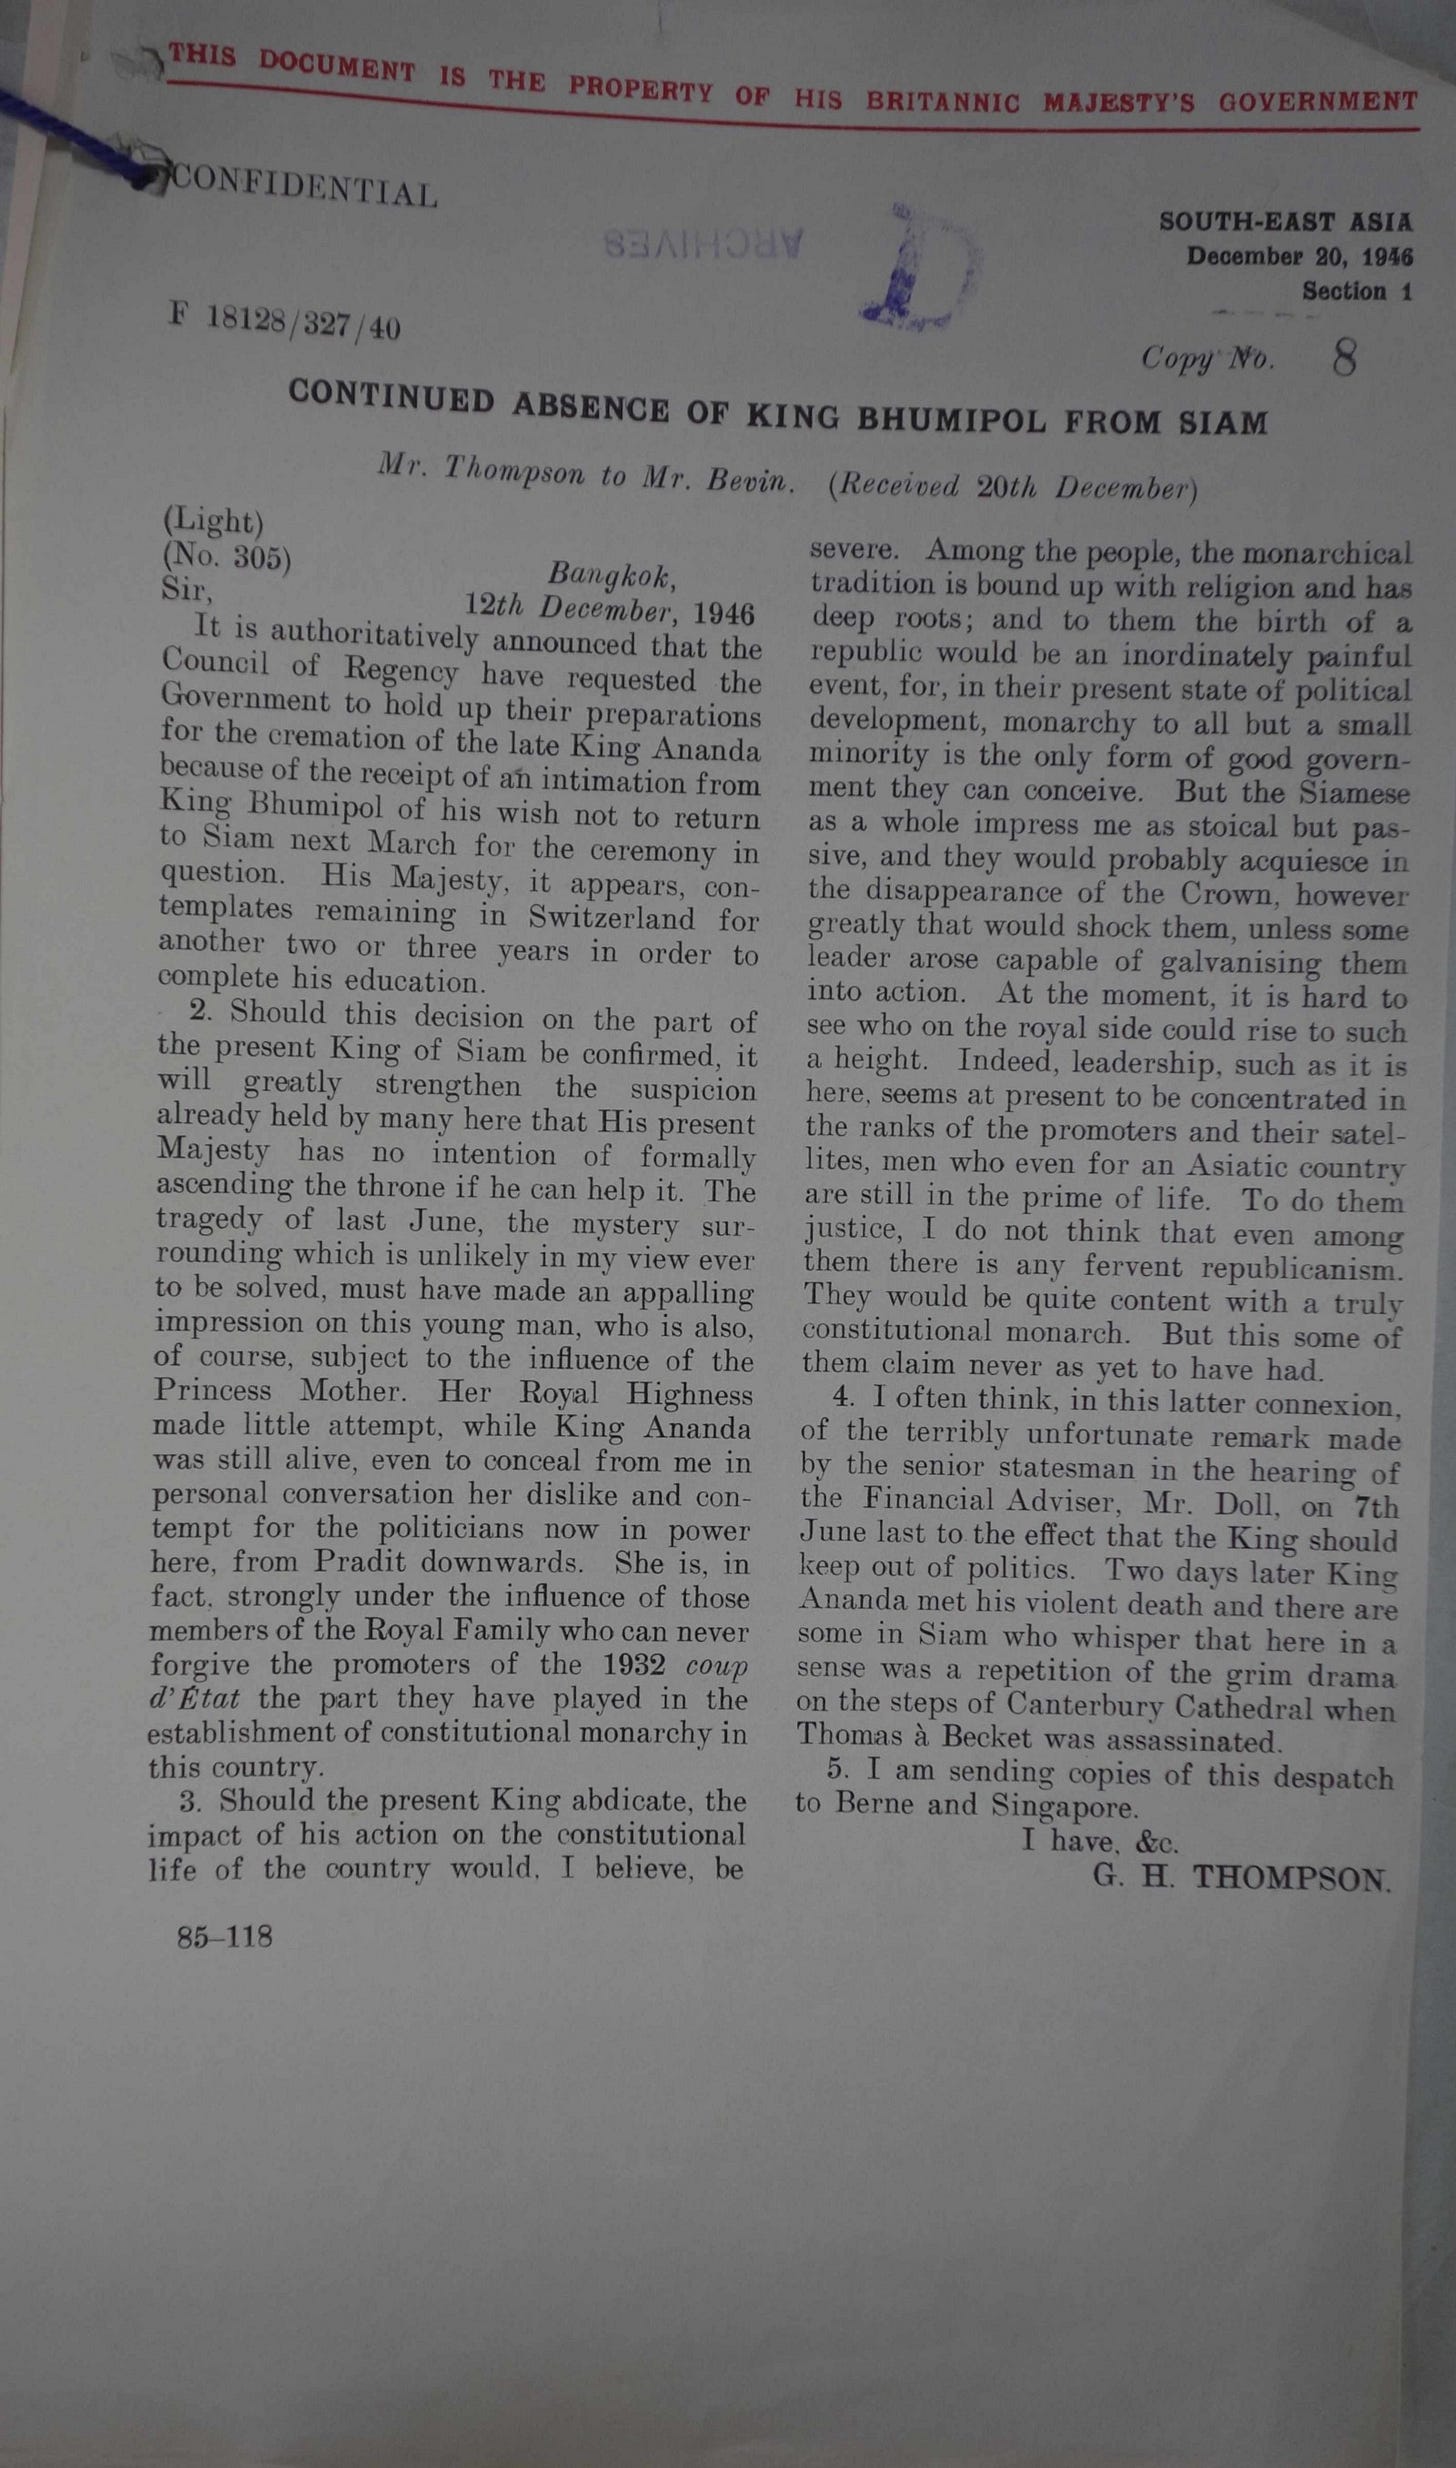 THIS DOCUMENT IS THE PROPERTY OF HIS BRITANNIC MAJESTY'S GOVERNMENT
CONFIDENTIAL
ARCHIVES
SOUTH-EAST ASIA
December 20, 1946
Section 1
F 18128/327/40
Copy No. 8
CONTINUED ABSENCE OF KING BHUMIPOL FROM SIAM
Mr. Thompson to Mr. Bevin. (Received 20th December)
(Light)
(No. 305)
Bangkok,
Sir,
12th December, 1946
It is authoritatively announced that the
Council of Regency have requested the
Government to hold up their preparations
for the cremation of the late King Ananda
because of the receipt of an intimation from
King Bhumipol of his wish not to return
to Siam next March for the ceremony in
question. His Majesty, it appears, con-
templates remaining in Switzerland for
another two or three years in order to
complete his education.
2. Should this decision on the part of
the present King of Siam be confirmed, it
will greatly strengthen the suspicion
already held by many here that His present
Majesty has no intention of formally
ascending the throne if he can help it. The
tragedy of last June, the mystery sur-
rounding which is unlikely in my view ever
to be solved, must have made an appalling
impression on this young man, who is also,
of course, subject to the influence of the
Princess Mother. Her Royal Highness
made little attempt, while King Ananda
was still alive, even to conceal from me in
personal conversation her dislike and con-
tempt for the politicians now in power
here, from Pradit downwards. She is, in
fact, strongly under the influence of those
members of the Royal Family who can never
forgive the promoters of the 1932 coup
d'État the part they have played in the
establishment of constitutional monarchy in
this country.
3. Should the present King abdicate, the
impact of his action on the constitutional
life of the country would, I believe, be
severe. Among the people, the monarchical
tradition is bound up with religion and has
deep roots; and to them the birth of a
republic would be an inordinately painful
event, for, in their present state of political
development, monarchy to all but a small
minority is the only form of good govern-
ment they can conceive. But the Siamese
as a whole impress me as stoical but pas-
sive, and they would probably acquiesce in
the disappearance of the Crown, however
greatly that would shock them, unless some
leader arose capable of galvanising them
into action. At the moment, it is hard to
see who on the royal side could rise to such
a height. Indeed, leadership, such as it is
here, seems at present to be concentrated in
the ranks of the promoters and their satel-
lites, men who even for an Asiatic country
are still in the prime of life. To do them
justice, I do not think that even among
them there is any fervent republicanism.
They would be quite content with a truly
constitutional monarch. But this some of
them claim never as yet to have had.
4. I often think, in this latter connexion,
of the terribly unfortunate remark made
by the senior statesman in the hearing of
the Financial Adviser, Mr. Doll, on 7th
June last to the effect that the King should
keep out of politics. Two days later King
Ananda met his violent death and there are
some in Siam who whisper that here in a
sense was a repetition of the grim drama
on the steps of Canterbury Cathedral when
Thomas à Becket was assassinated.
5. I am sending copies of this despatch
to Berne and Singapore.
I have, &c.
G. H. THOMPSON.
85–118